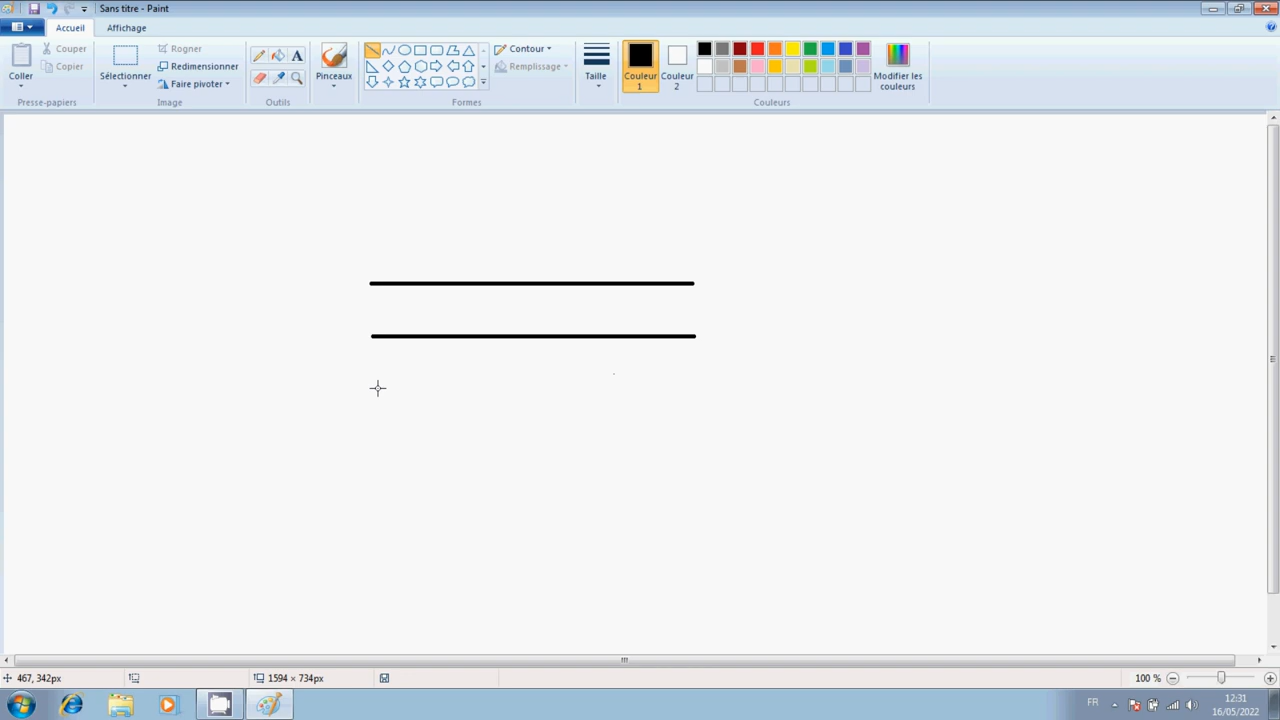 Sans titre - Paint
Accueil
Affichage
Coller
Couper
Copier
Presse-papiers
Sélectionner
Rogner
Redimensionner
Faire pivoter
Image
A
Outils
Pinceaux
Contour
Remplissage
Formes
Taille
Couleur
1
Couleur
2
Couleurs
Modifier les
couleurs
467, 342px
1594 × 734px
100 %
FR
12:31
16/05/2022